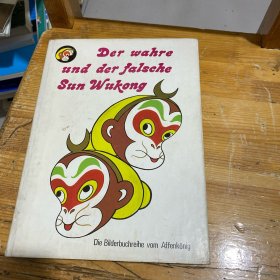 Der wahre
und der falsche
Sun Wukong
Die Bilderbuchreihe vom Affenkönig